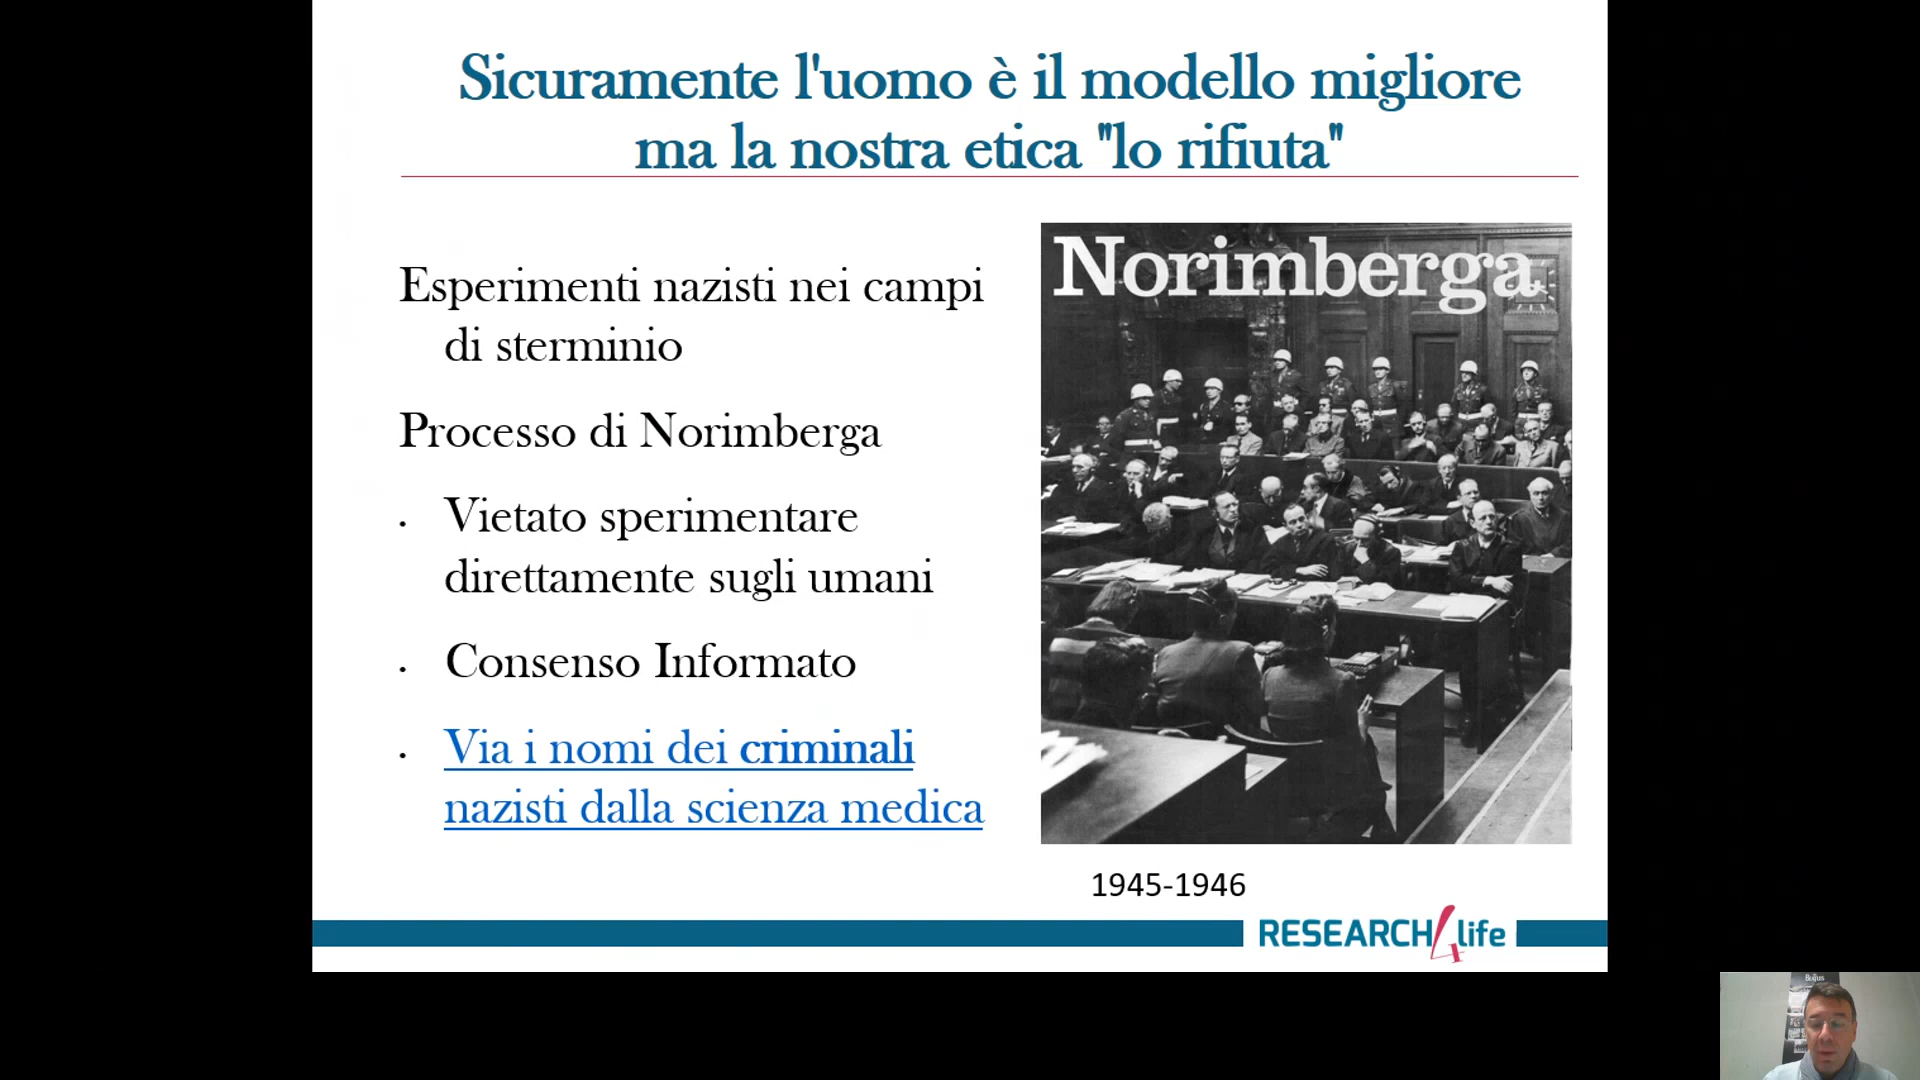 Sicuramente l'uomo è il modello migliore
ma la nostra etica "lo rifiuta"
Esperimenti nazisti nei campi
di sterminio
Processo di Norimberga
• Vietato sperimentare
direttamente sugli umani
• Consenso Informato
• Via i nomi dei criminali
nazisti dalla scienza medica
Norimberga
1945-1946
RESEARCH4life